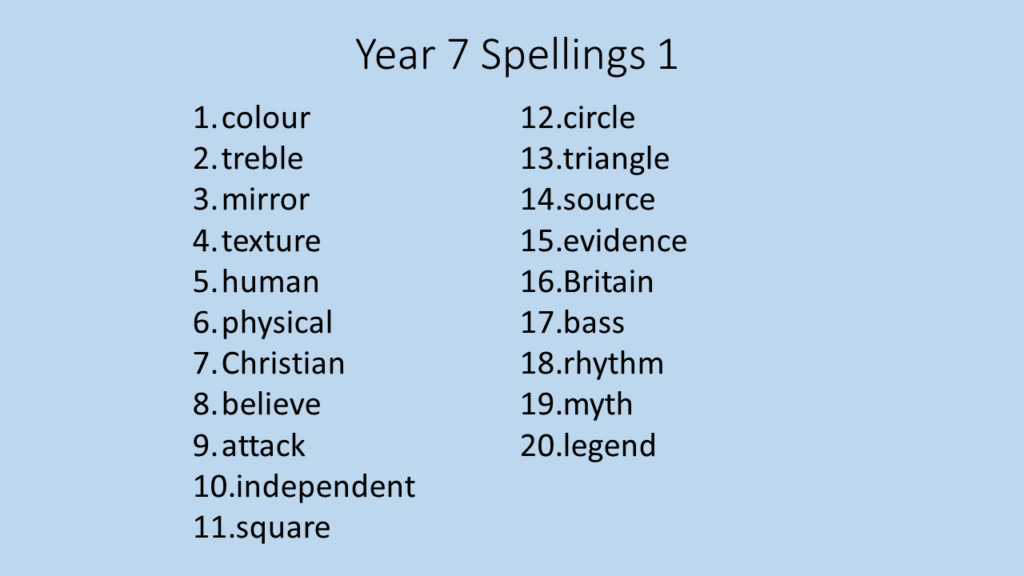 Year 7 Spellings 1
1.colour
2.treble
3.mirror
4.texture
5.human
6.physical
7.Christian
8.believe
9.attack
10.independent
11.square
12.circle
13.triangle
14.source
15.evidence
16.Britain
17.bass
18.rhythm
19.myth
20.legend